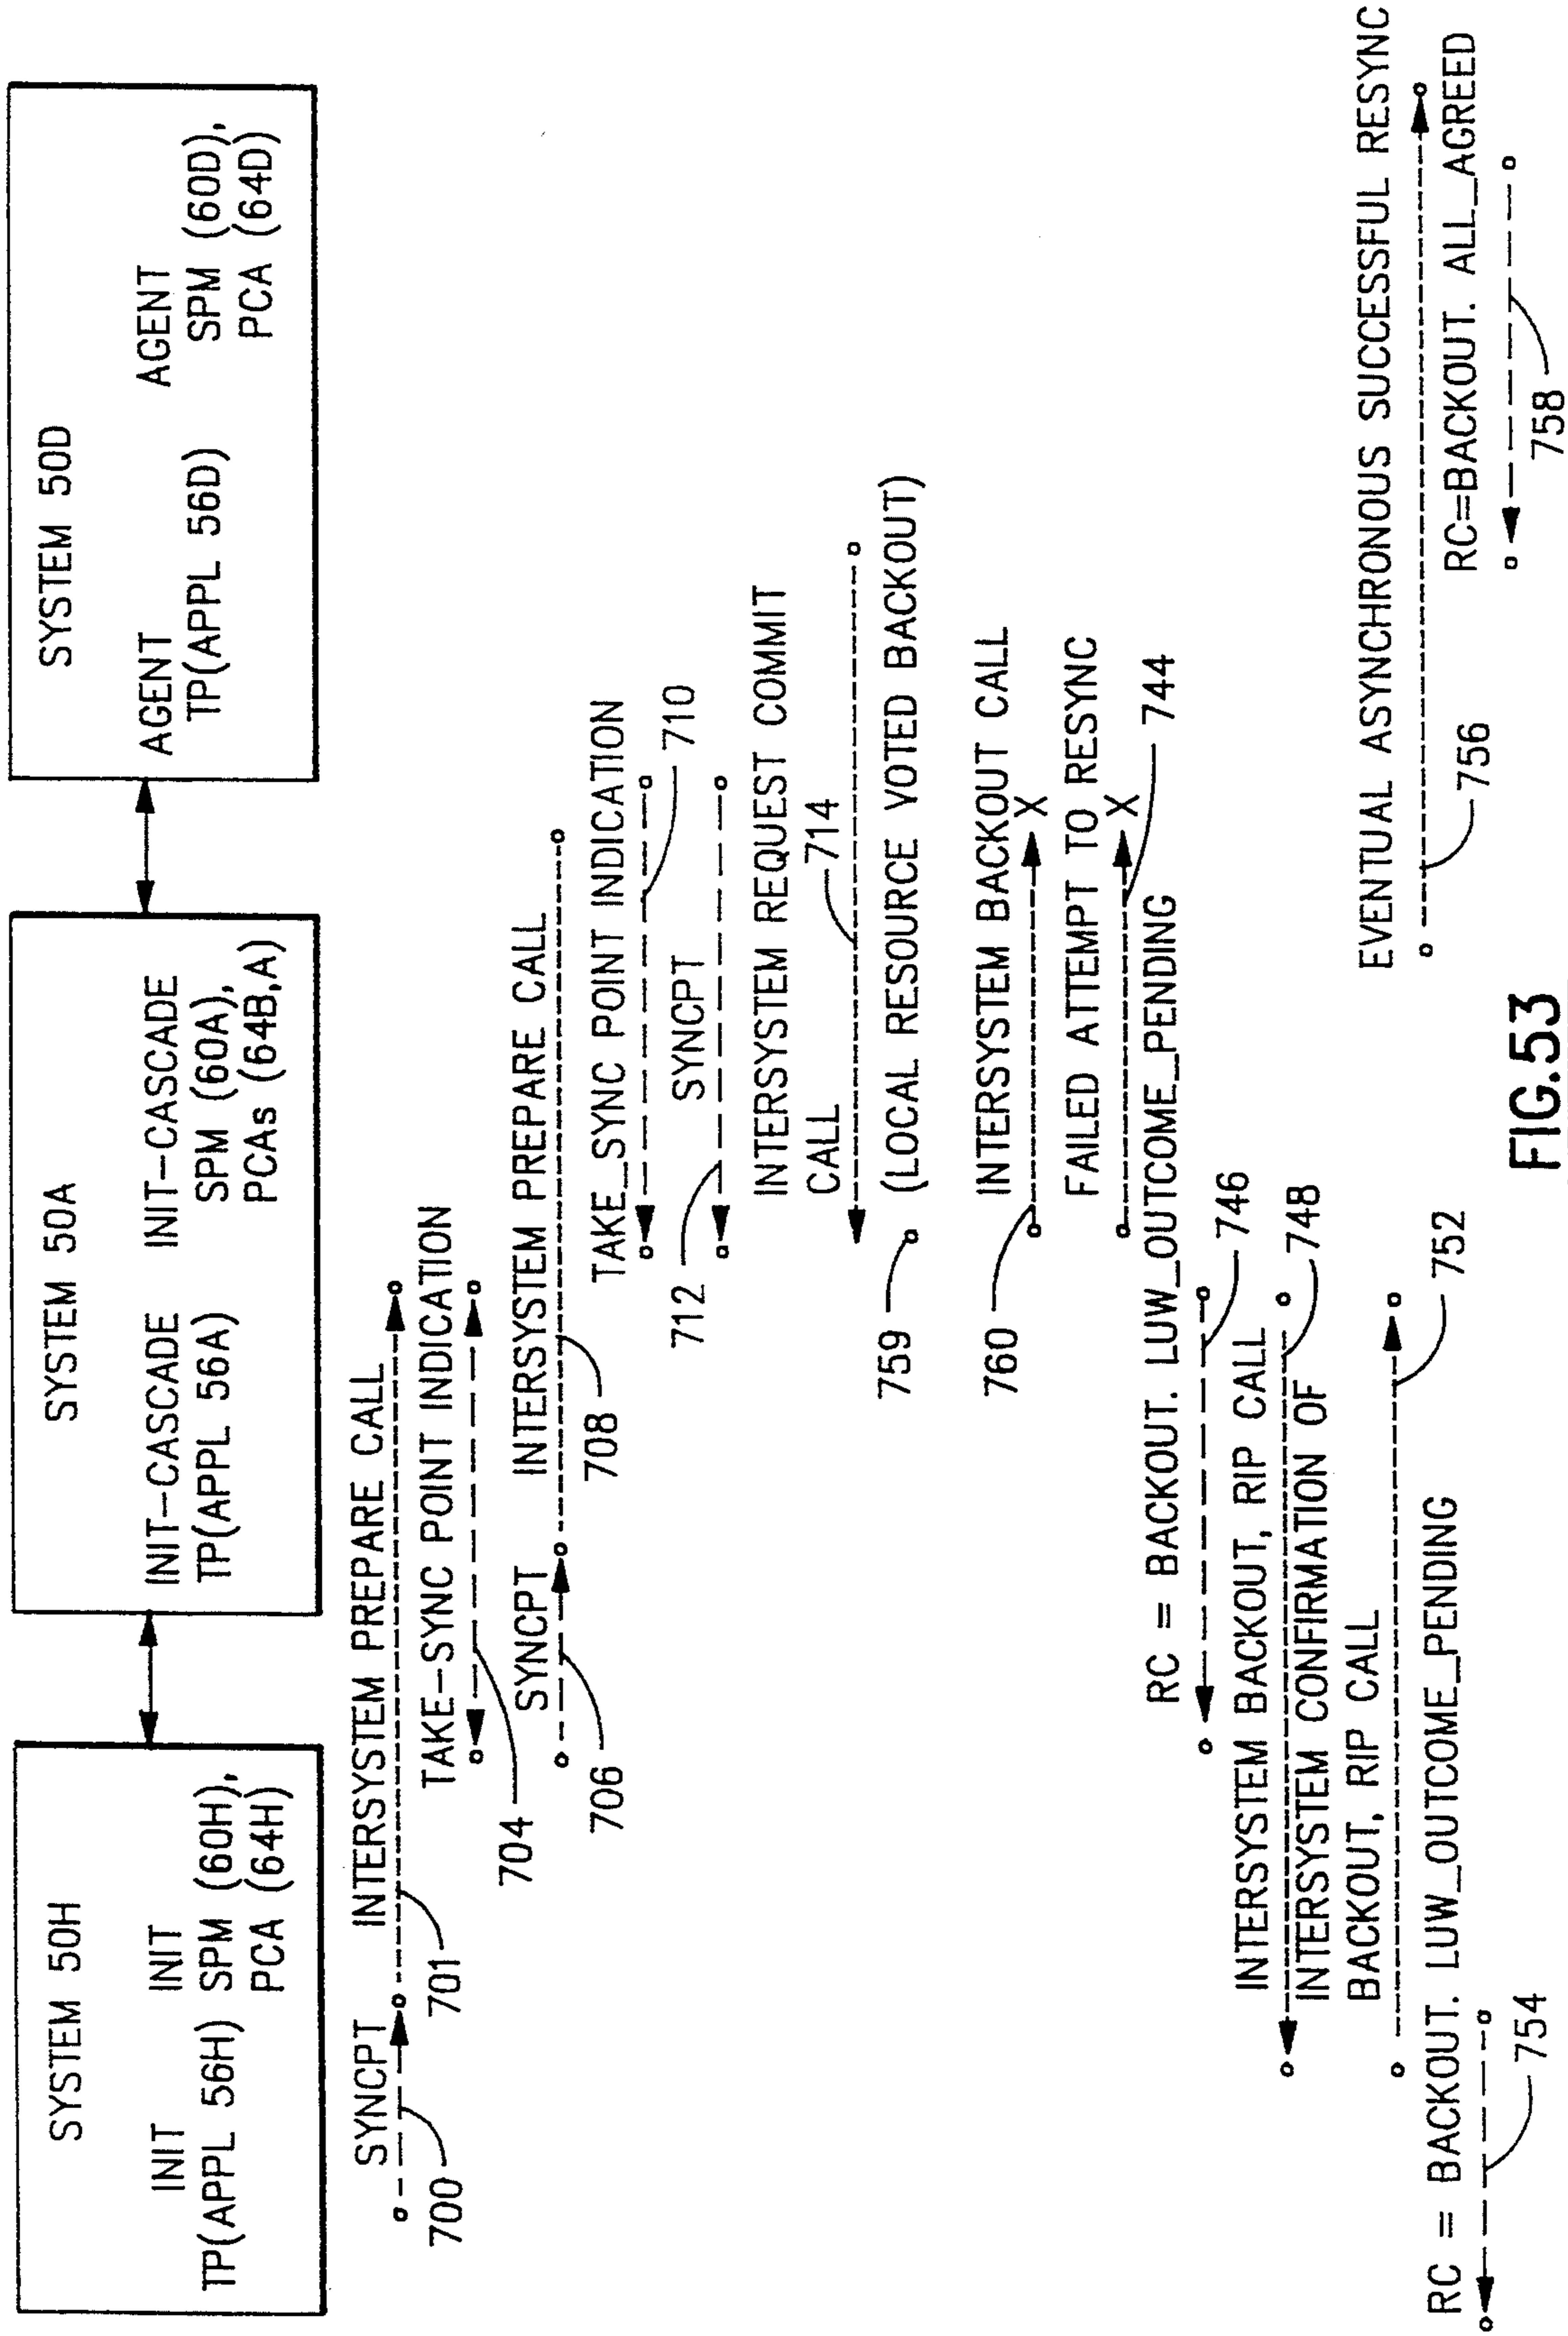 SYSTEM 50H
INIT INIT
TP(APPL 56H) SPM (60H),
PCA (64H)
SYSTEM 50A
INIT-CASCADE INIT-CASCADE
TP(APPL 56A) SPM (60A),
PCAs (64B,A)
SYSTEM 50D
AGENT AGENT
TP(APPL 56D) SPM (60D),
PCA (64D)
SYNCPT INTERSYSTEM PREPARE CALL
700 701
TAKE-SYNC POINT INDICATION
704
SYNCPT INTERSYSTEM PREPARE CALL
706 708
TAKE_SYNC POINT INDICATION
710
SYNCPT
712
INTERSYSTEM REQUEST COMMIT
CALL 714
(LOCAL RESOURCE VOTED BACKOUT)
759
INTERSYSTEM BACKOUT CALL
X
760
FAILED ATTEMPT TO RESYNC
X
744
RC = BACKOUT. LUW_OUTCOME_PENDING
746
INTERSYSTEM BACKOUT, RIP CALL
748
INTERSYSTEM CONFIRMATION OF
BACKOUT, RIP CALL
752
RC = BACKOUT. LUW_OUTCOME_PENDING
754
EVENTUAL ASYNCHRONOUS SUCCESSFUL RESYNC
756
RC=BACKOUT. ALL_AGREED
758
FIG.53